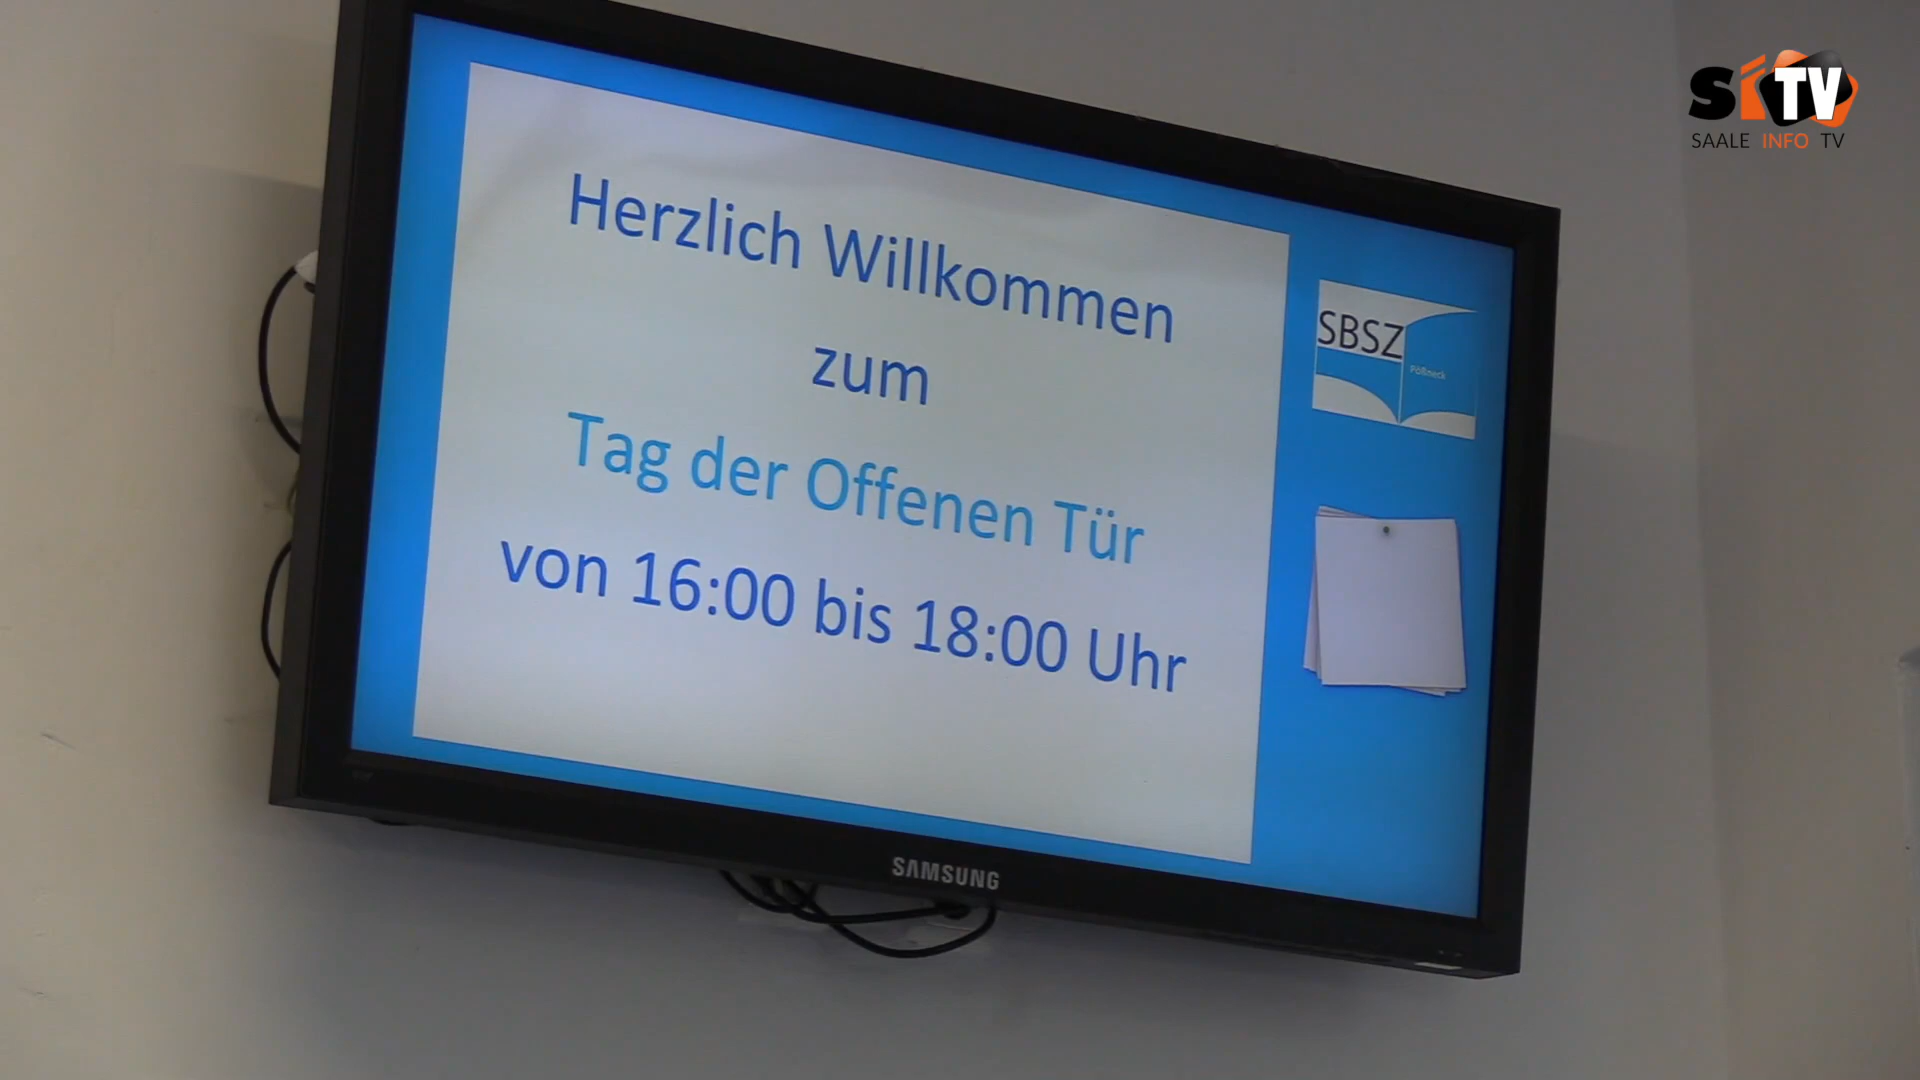 SiTV
SAALE INFO TV
Herzlich Willkommen
zum
Tag der Offenen Tür
von 16:00 bis 18:00 Uhr
SBSZ
Pößneck
SAMSUNG